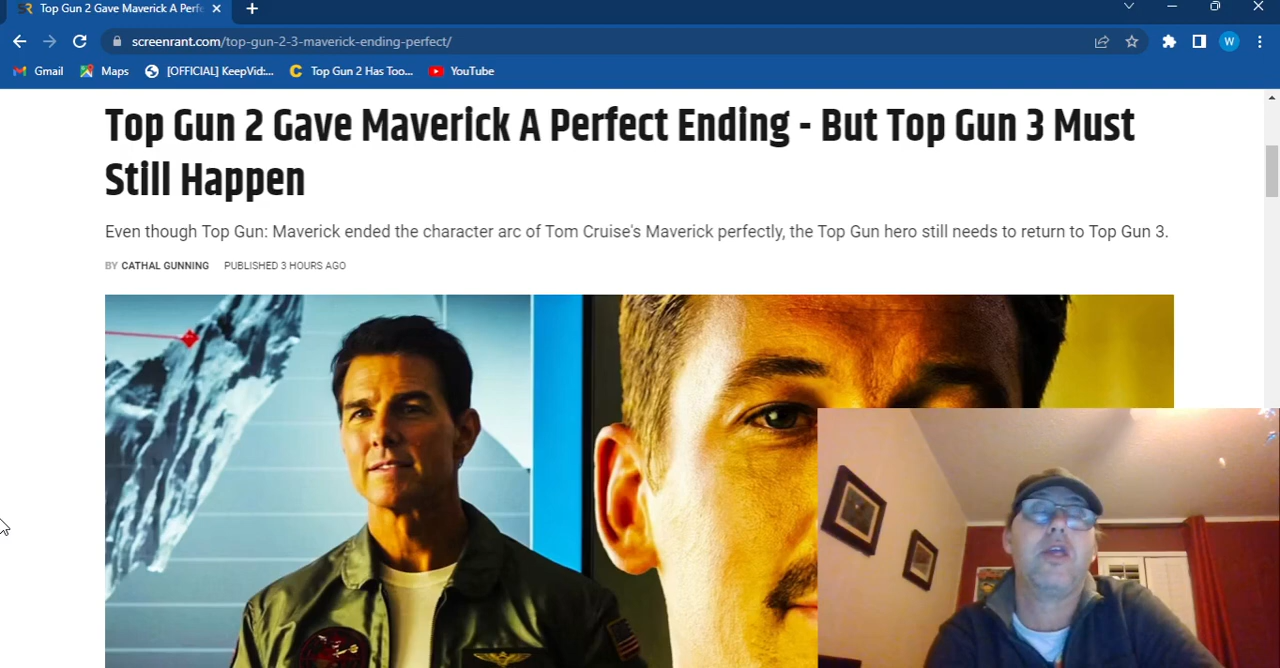 Top Gun 2 Gave Maverick A Perfe
screenrant.com/top-gun-2-3-maverick-ending-perfect/
W
Gmail
Maps
[OFFICIAL] KeepVid:...
Top Gun 2 Has Too...
YouTube
Top Gun 2 Gave Maverick A Perfect Ending - But Top Gun 3 Must
Still Happen
Even though Top Gun: Maverick ended the character arc of Tom Cruise's Maverick perfectly, the Top Gun hero still needs to return to Top Gun 3.
BY CATHAL GUNNING PUBLISHED 3 HOURS AGO